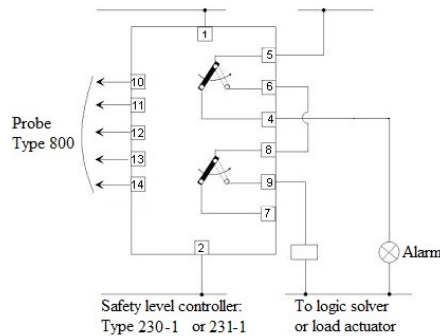 1
5
10
6
11
Probe
Type 800
12
4
13
8
14
9
7
2
Alarm
Safety level controller:
Type 230-1 or 231-1
To logic solver
or load actuator